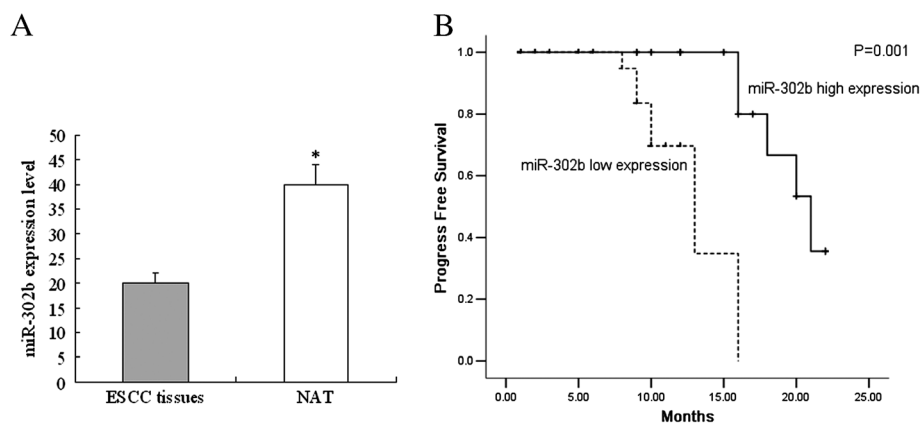 A
miR-302b expression level
50
45
40
35
30
25
20
15
10
5
0
*
ESCC tissues
NAT
B
Progress Free Survival
1.0
0.8
0.6
0.4
0.2
0.0
P=0.001
miR-302b high expression
miR-302b low expression
0.00
5.00
10.00
15.00
20.00
25.00
Months